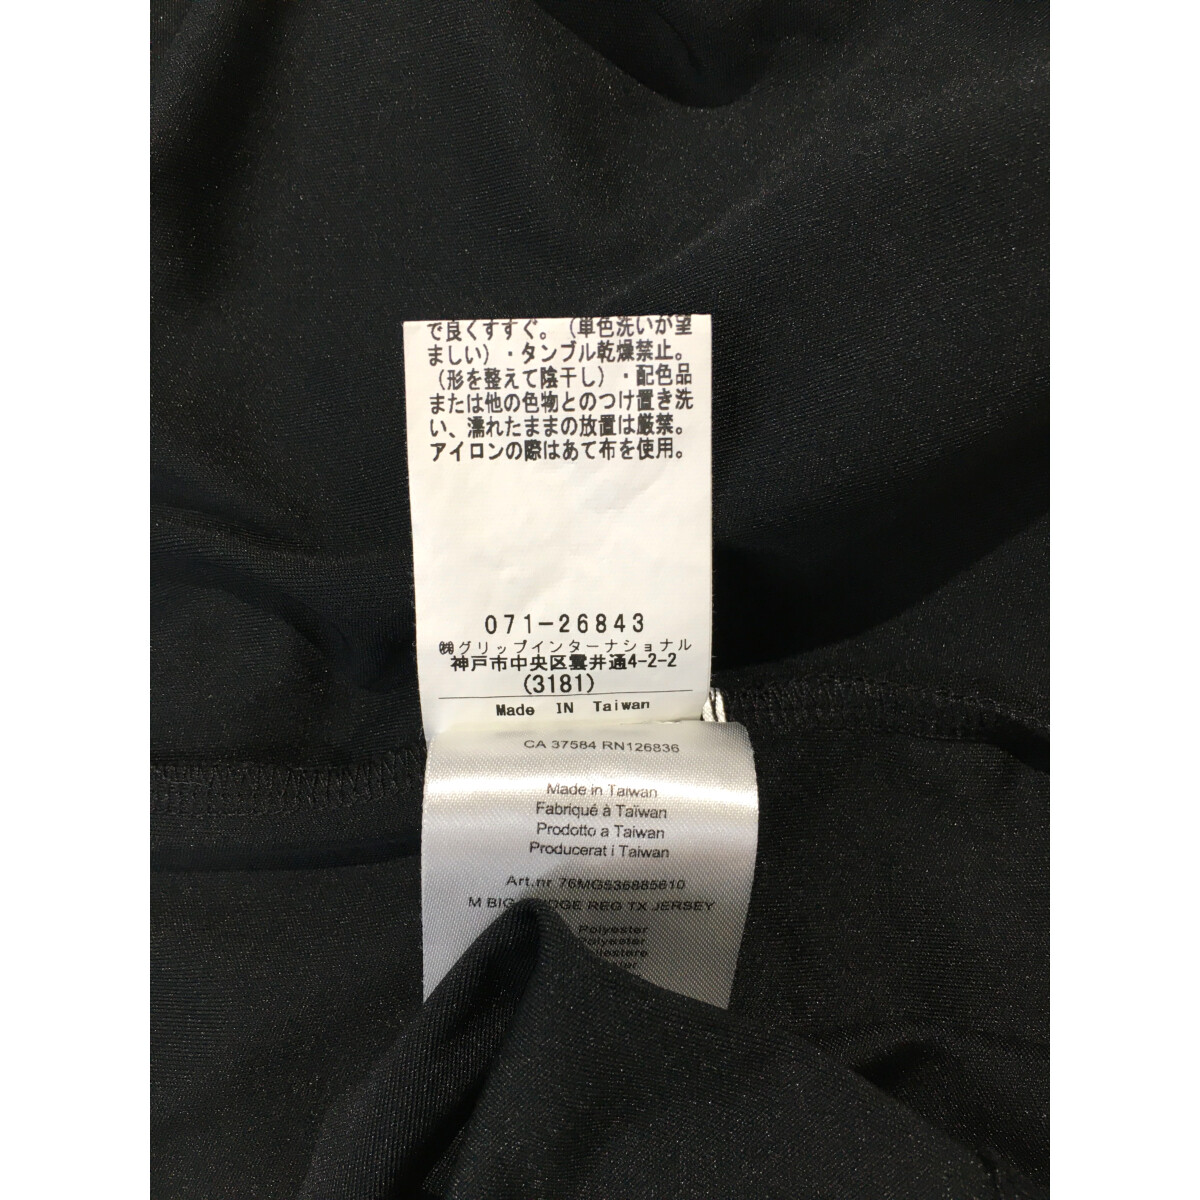 で良くすすぐ。(単色洗いが望
ましい)・タンブル乾燥禁止。
(形を整えて陰干し)・配色品
または他の色物とのつけ置き洗
い、濡れたままの放置は厳禁。
アイロンの際はあて布を使用。
071-26843
㈱グリップインターナショナル
神戸市中央区雲井通4-2-2
(3181)
Made IN Taiwan
CA 37584 RN126836
Made in Taiwan
Fabriqué à Taïwan
Prodotto a Taiwan
Producerat i Taiwan
Art.nr 76MG536885610
M BIG REG TX JERSEY
Polyester
Polyester